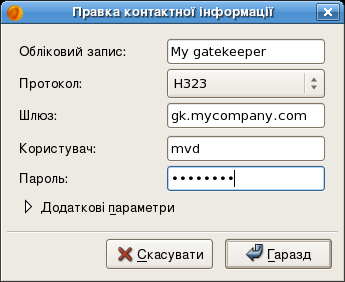 Правка контактної інформації
Обліковий запис: My gatekeeper
Протокол: H323
Шлюз: gk.mycompany.com
Користувач: mvd
Пароль: ••••••••
Додаткові параметри
Скасувати Гаразд